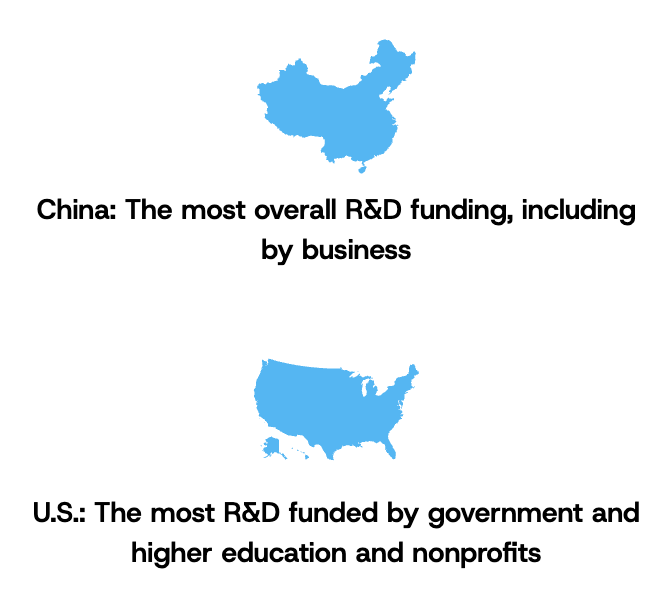 China: The most overall R&D funding, including
by business
U.S.: The most R&D funded by government and
higher education and nonprofits